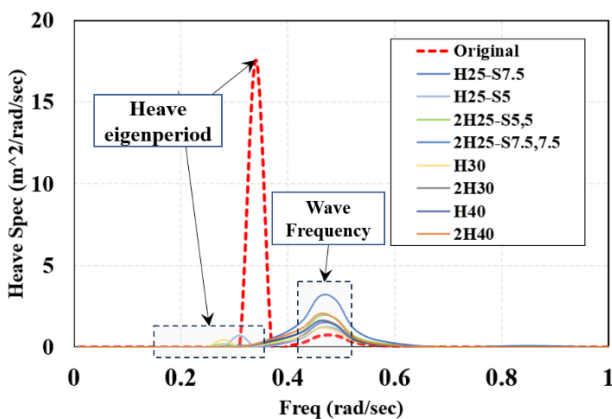 20
15
10
5
0
Heave Spec (m^2/rad/sec)
Heave
eigenperiod
Wave
Frequency
Original
H25-S7.5
H25-S5
2H25-S5,5
2H25-S7.5,7.5
H30
2H30
H40
2H40
0
0.2
0.4
0.6
0.8
1
Freq (rad/sec)